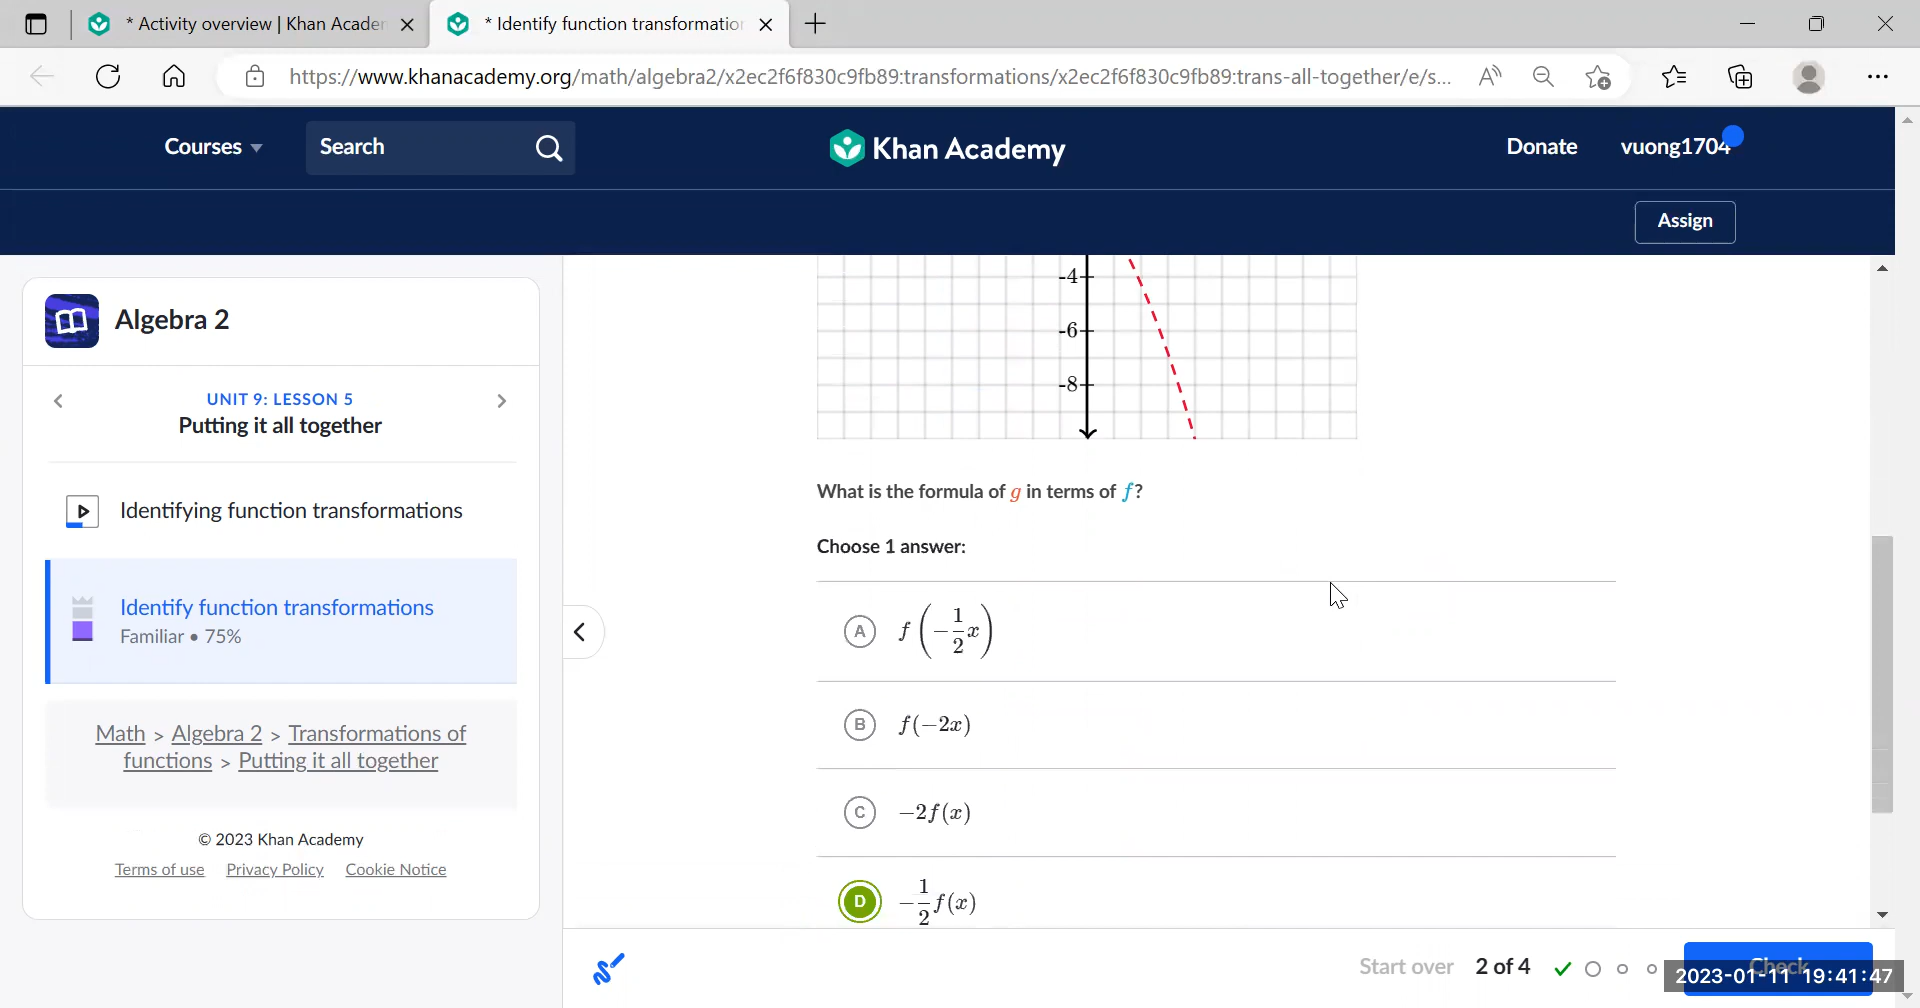 * Activity overview | Khan Acade
* Identify function transformatio
https://www.khanacademy.org/math/algebra2/x2ec2f6f830c9fb89:transformations/x2ec2f6f830c9fb89:trans-all-together/e/s...
Courses
Search
Khan Academy
Donate
vuong1704
Assign
Algebra 2
UNIT 9: LESSON 5
Putting it all together
Identifying function transformations
Identify function transformations
Familiar • 75%
Math > Algebra 2 > Transformations of
functions > Putting it all together
© 2023 Khan Academy
Terms of use Privacy Policy Cookie Notice
-4
-6
-8
What is the formula of g in terms of f?
Choose 1 answer:
A f(-1/2x)
B f(−2x)
C −2f(x)
D -1/2f(x)
Start over 2 of 4
Check
2023-01-11 19:41:47